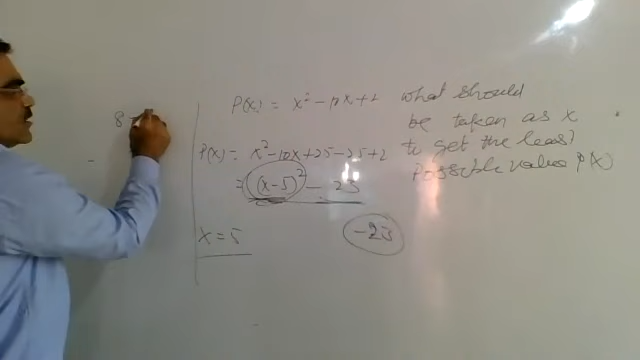 8
P(x) = x² - 10x + 2
what should
be taken as x
to get the least
possible value P(x)
P(x) = x² - 10x + 25 - 25 + 2
= (x-5)² - 23
x = 5
-23